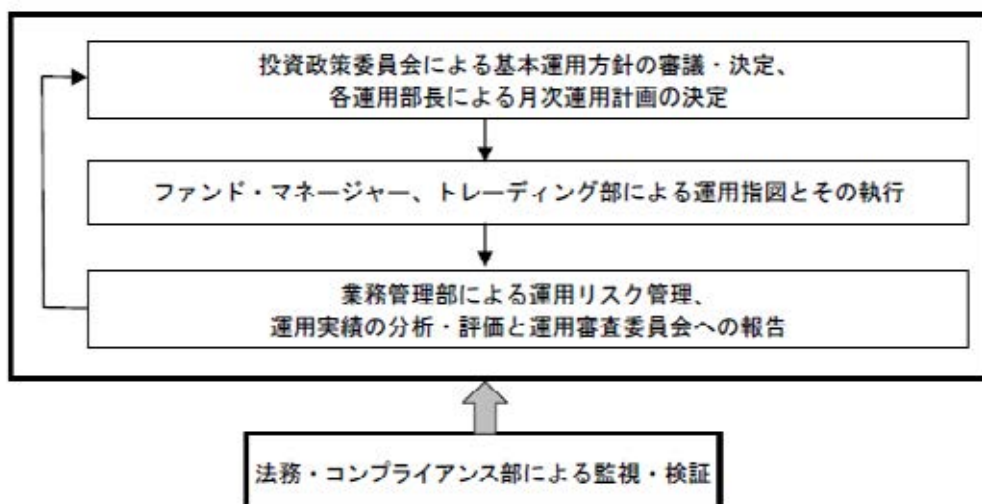 投資政策委員会による基本運用方針の審議・決定、
各運用部長による月次運用計画の決定
ファンド・マネージャー、トレーディング部による運用指図とその執行
業務管理部による運用リスク管理、
運用実績の分析・評価と運用審査委員会への報告
法務・コンプライアンス部による監視・検証